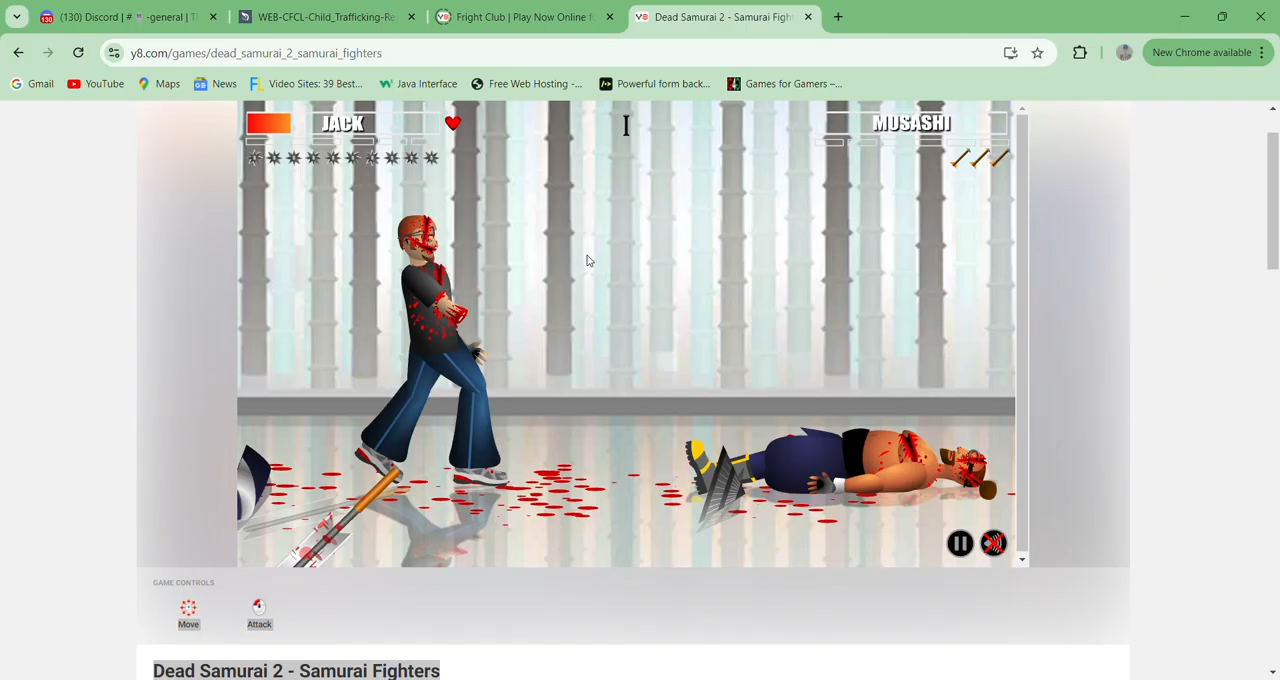 130
(130) Discord | #
-general | T
WEB-CFCL-Child_Trafficking-Re
Fright Club | Play Now Online f
Y8
Dead Samurai 2 - Samurai Fight
y8.com/games/dead_samurai_2_samurai_fighters
New Chrome available
Gmail
YouTube
Maps
News
Video Sites: 39 Best...
Java Interface
Free Web Hosting -...
Powerful form back...
Games for Gamers –...
JACK
I
MUSASHI
GAME CONTROLS
Move
Attack
Dead Samurai 2 - Samurai Fighters